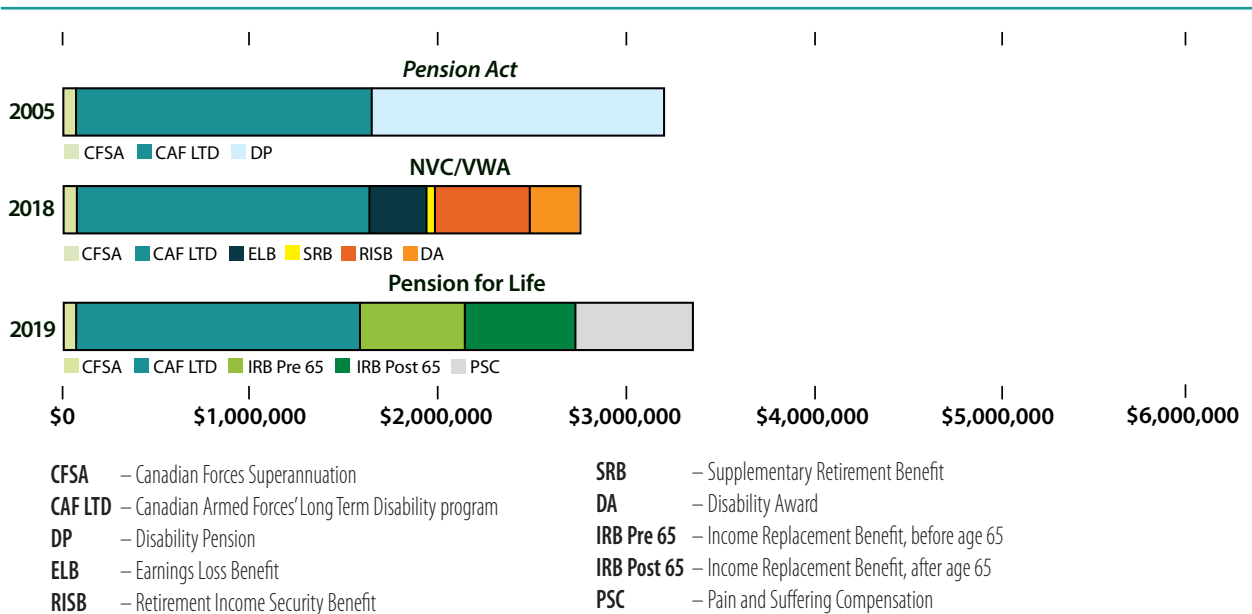 Pension Act
2005
CFSA CAF LTD DP
NVC/VWA
2018
CFSA CAF LTD ELB SRB RISB DA
Pension for Life
2019
CFSA CAF LTD IRB Pre 65 IRB Post 65 PSC
$0 $1,000,000 $2,000,000 $3,000,000 $4,000,000 $5,000,000 $6,000,000
CFSA – Canadian Forces Superannuation
CAF LTD – Canadian Armed Forces' Long Term Disability program
DP – Disability Pension
ELB – Earnings Loss Benefit
RISB – Retirement Income Security Benefit
SRB – Supplementary Retirement Benefit
DA – Disability Award
IRB Pre 65 – Income Replacement Benefit, before age 65
IRB Post 65 – Income Replacement Benefit, after age 65
PSC – Pain and Suffering Compensation